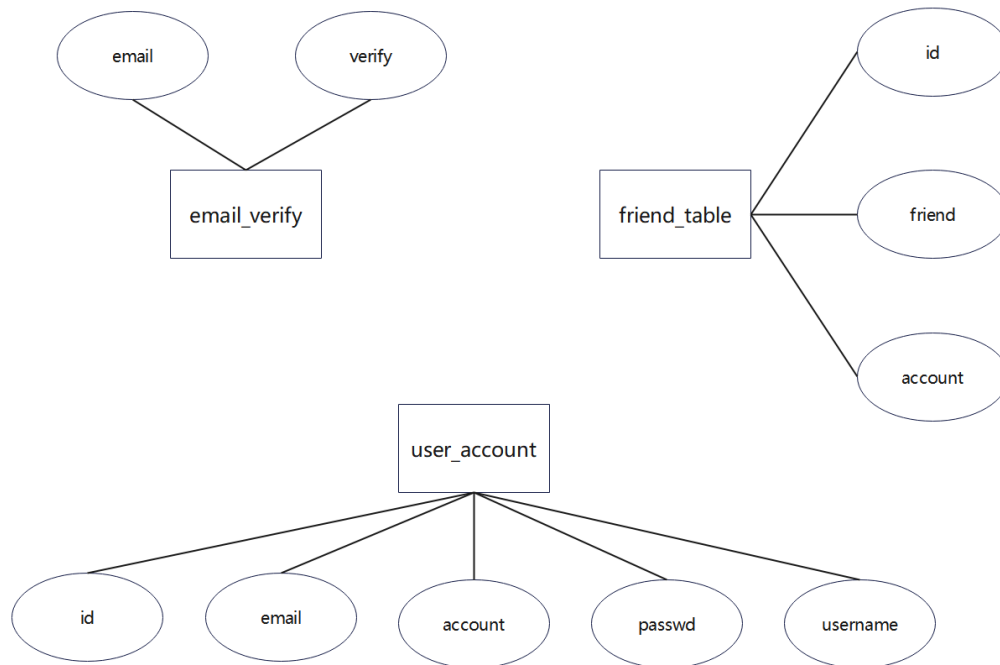 email
verify
id
email_verify
friend_table
friend
account
user_account
id
email
account
passwd
username